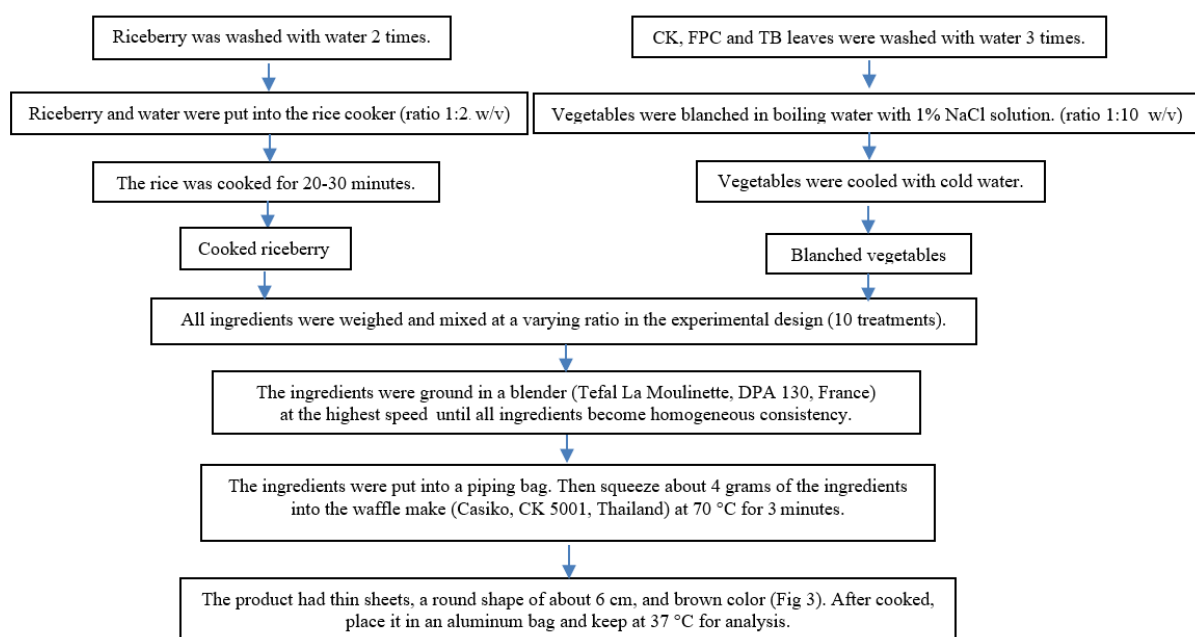 Riceberry was washed with water 2 times.
CK, FPC and TB leaves were washed with water 3 times.
Riceberry and water were put into the rice cooker (ratio 1:2. w/v)
Vegetables were blanched in boiling water with 1% NaCl solution. (ratio 1:10 w/v)
The rice was cooked for 20-30 minutes.
Vegetables were cooled with cold water.
Cooked riceberry
Blanched vegetables
All ingredients were weighed and mixed at a varying ratio in the experimental design (10 treatments).
The ingredients were ground in a blender (Tefal La Moulinette, DPA 130, France)
at the highest speed until all ingredients become homogeneous consistency.
The ingredients were put into a piping bag. Then squeeze about 4 grams of the ingredients
into the waffle make (Casiko, CK 5001, Thailand) at 70 °C for 3 minutes.
The product had thin sheets, a round shape of about 6 cm, and brown color (Fig 3). After cooked,
place it in an aluminum bag and keep at 37 °C for analysis.